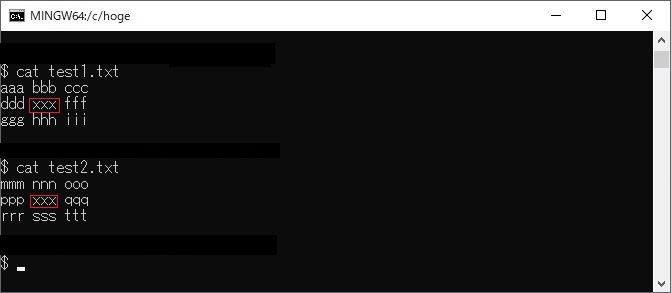 MINGW64:/c/hoge
$ cat test1.txt
aaa bbb ccc
ddd xxx fff
ggg hhh iii
$ cat test2.txt
mmm nnn ooo
ppp xxx qqq
rrr sss ttt
$